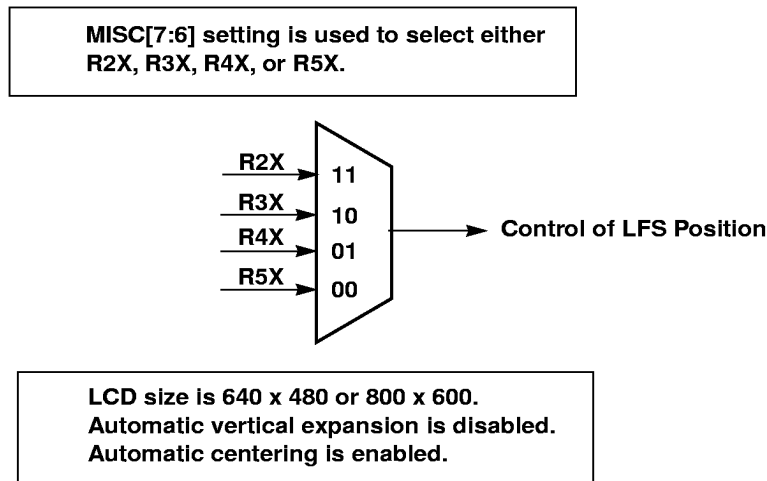 MISC[7:6] setting is used to select either
R2X, R3X, R4X, or R5X.
R2X
11
R3X
10
R4X
01
R5X
00
Control of LFS Position
LCD size is 640 x 480 or 800 x 600.
Automatic vertical expansion is disabled.
Automatic centering is enabled.